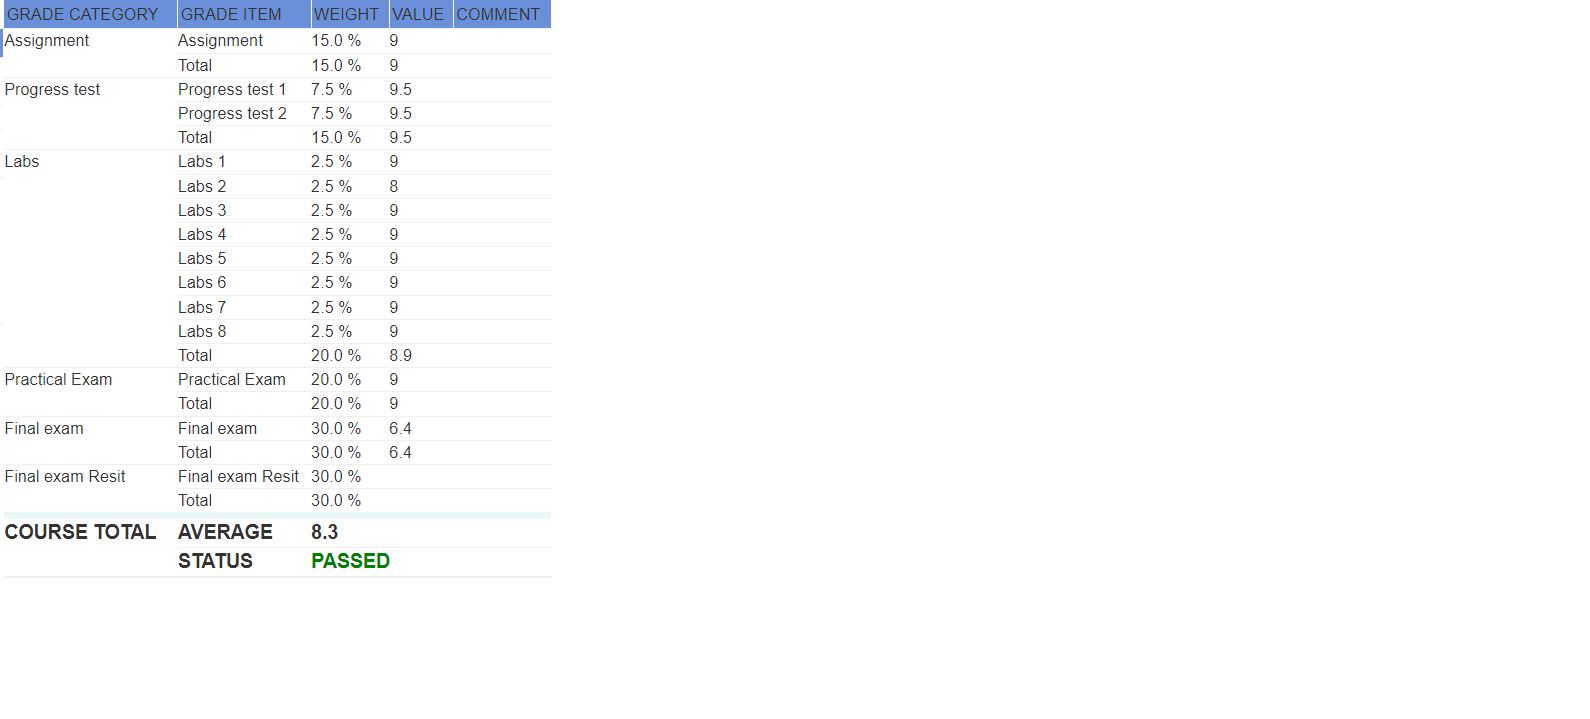 GRADE CATEGORY GRADE ITEM WEIGHT VALUE COMMENT
Assignment Assignment 15.0 % 9
Total 15.0 % 9
Progress test Progress test 1 7.5 % 9.5
Progress test 2 7.5 % 9.5
Total 15.0 % 9.5
Labs Labs 1 2.5 % 9
Labs 2 2.5 % 8
Labs 3 2.5 % 9
Labs 4 2.5 % 9
Labs 5 2.5 % 9
Labs 6 2.5 % 9
Labs 7 2.5 % 9
Labs 8 2.5 % 9
Total 20.0 % 8.9
Practical Exam Practical Exam 20.0 % 9
Total 20.0 % 9
Final exam Final exam 30.0 % 6.4
Total 30.0 % 6.4
Final exam Resit Final exam Resit 30.0 %
Total 30.0 %
COURSE TOTAL AVERAGE 8.3
STATUS PASSED